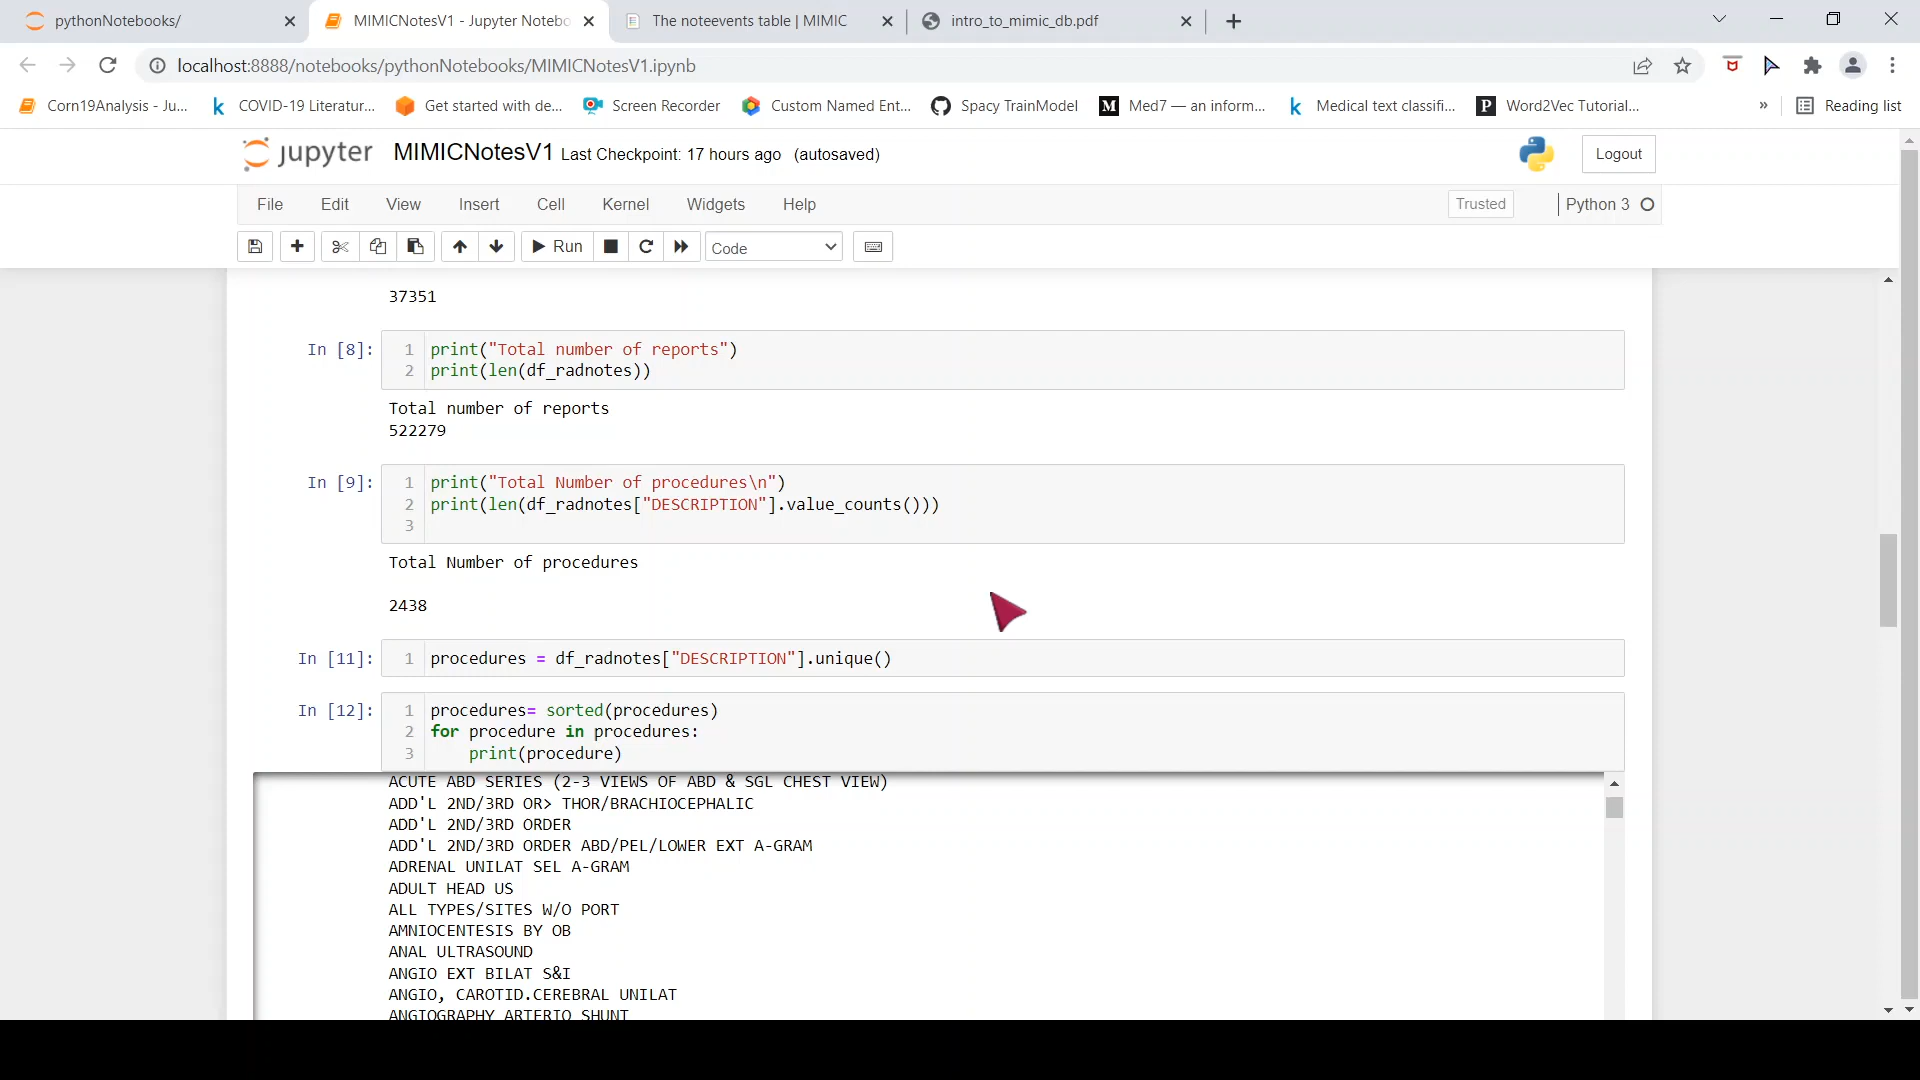 pythonNotebooks/
MIMICNotesV1 - Jupyter Notebo
The noteevents table | MIMIC
intro_to_mimic_db.pdf
localhost:8888/notebooks/pythonNotebooks/MIMICNotesV1.ipynb
Corn19Analysis - Ju...
COVID-19 Literatur...
Get started with de...
Screen Recorder
Custom Named Ent...
Spacy TrainModel
Med7 — an inform...
Medical text classifi...
Word2Vec Tutorial...
»
Reading list
jupyter MIMICNotesV1 Last Checkpoint: 17 hours ago (autosaved)
Logout
File Edit View Insert Cell Kernel Widgets Help
Trusted
Python 3
Run
Code
37351
In [8]:
1 print("Total number of reports")
2 print(len(df_radnotes))
Total number of reports
522279
In [9]:
1 print("Total Number of procedures\n")
2 print(len(df_radnotes["DESCRIPTION"].value_counts()))
3
Total Number of procedures
2438
In [11]:
1 procedures = df_radnotes["DESCRIPTION"].unique()
In [12]:
1 procedures= sorted(procedures)
2 for procedure in procedures:
3     print(procedure)
ACUTE ABD SERIES (2-3 VIEWS OF ABD & SGL CHEST VIEW)
ADD'L 2ND/3RD OR> THOR/BRACHIOCEPHALIC
ADD'L 2ND/3RD ORDER
ADD'L 2ND/3RD ORDER ABD/PEL/LOWER EXT A-GRAM
ADRENAL UNILAT SEL A-GRAM
ADULT HEAD US
ALL TYPES/SITES W/O PORT
AMNIOCENTESIS BY OB
ANAL ULTRASOUND
ANGIO EXT BILAT S&I
ANGIO, CAROTID.CEREBRAL UNILAT
ANGIOGRAPHY ARTERIO SHUNT